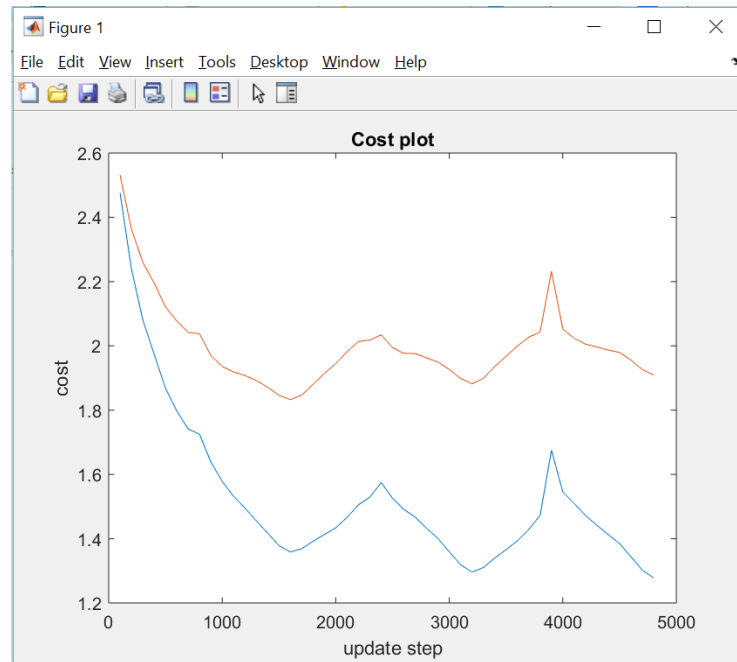 Figure 1
File Edit View Insert Tools Desktop Window Help
Cost plot
2.6
2.4
2.2
2
1.8
1.6
1.4
1.2
cost
0 1000 2000 3000 4000 5000
update step